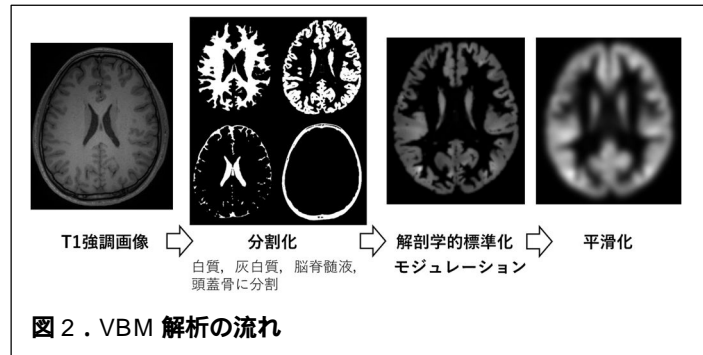 T1強調画像
分割化
解剖学的標準化
平滑化
白質，灰白質，脳脊髄液，
モジュレーション
頭蓋骨に分割
図 2．VBM 解析の流れ